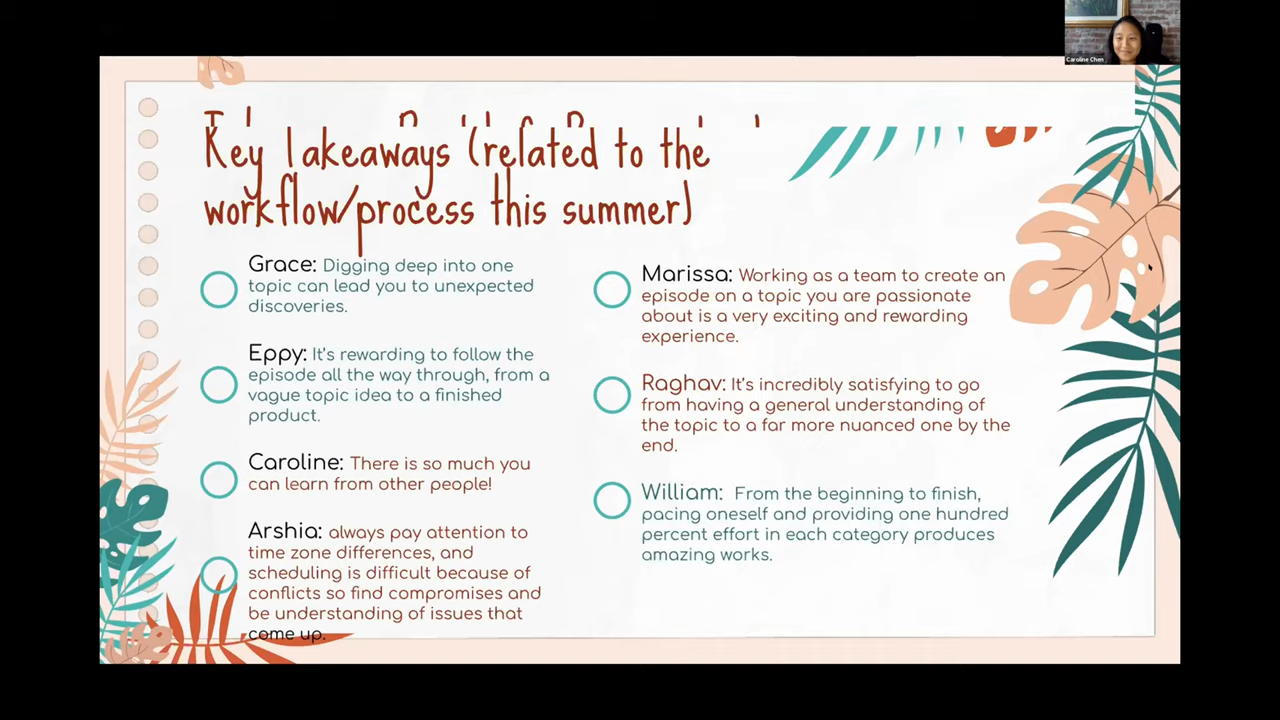 Caroline Chen
Key Takeaways (related to the
workflow/process this summer)
Grace: Digging deep into one
topic can lead you to unexpected
discoveries.
Eppy: It's rewarding to follow the
episode all the way through, from a
vague topic idea to a finished
product.
Caroline: There is so much you
can learn from other people!
Arshia: always pay attention to
time zone differences, and
scheduling is difficult because of
conflicts so find compromises and
be understanding of issues that
come up.
Marissa: Working as a team to create an
episode on a topic you are passionate
about is a very exciting and rewarding
experience.
Raghav: It's incredibly satisfying to go
from having a general understanding of
the topic to a far more nuanced one by the
end.
William: From the beginning to finish,
pacing oneself and providing one hundred
percent effort in each category produces
amazing works.